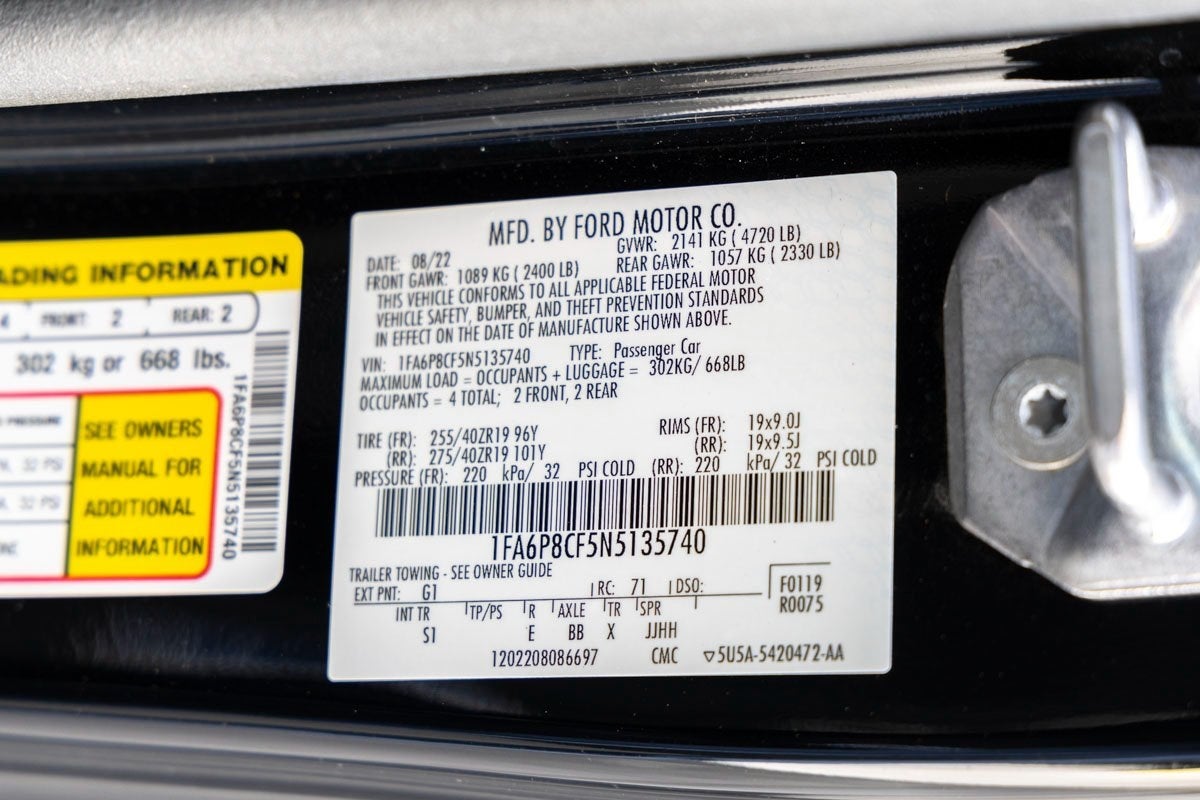 ADING INFORMATION
4 FRONT: 2 REAR: 2
302 kg or 668 lbs.
PRESSURE
32 PSI
32 PSI
SEE OWNERS
MANUAL FOR
ADDITIONAL
INFORMATION
1FA6P8CF5N5135740
MFD. BY FORD MOTOR CO.
DATE: 08/22 GVWR: 2141 KG ( 4720 LB)
FRONT GAWR: 1089 KG ( 2400 LB) REAR GAWR: 1057 KG ( 2330 LB)
THIS VEHICLE CONFORMS TO ALL APPLICABLE FEDERAL MOTOR
VEHICLE SAFETY, BUMPER, AND THEFT PREVENTION STANDARDS
IN EFFECT ON THE DATE OF MANUFACTURE SHOWN ABOVE.
VIN: 1FA6P8CF5N5135740 TYPE: Passenger Car
MAXIMUM LOAD = OCCUPANTS + LUGGAGE = 302KG/ 668LB
OCCUPANTS = 4 TOTAL; 2 FRONT, 2 REAR
TIRE (FR): 255/40ZR19 96Y RIMS (FR): 19x9.0J
(RR): 275/40ZR19 101Y (RR): 19x9.5J
PRESSURE (FR): 220 kPa/ 32 PSI COLD (RR): 220 kPa/ 32 PSI COLD
1FA6P8CF5N5135740
TRAILER TOWING - SEE OWNER GUIDE
EXT PNT: G1 RC: 71 DSO: F0119
INT TR TP/PS R AXLE TR SPR R0075
S1 E BB X JJHH
1202208086697 CMC ▽5U5A-5420472-AA